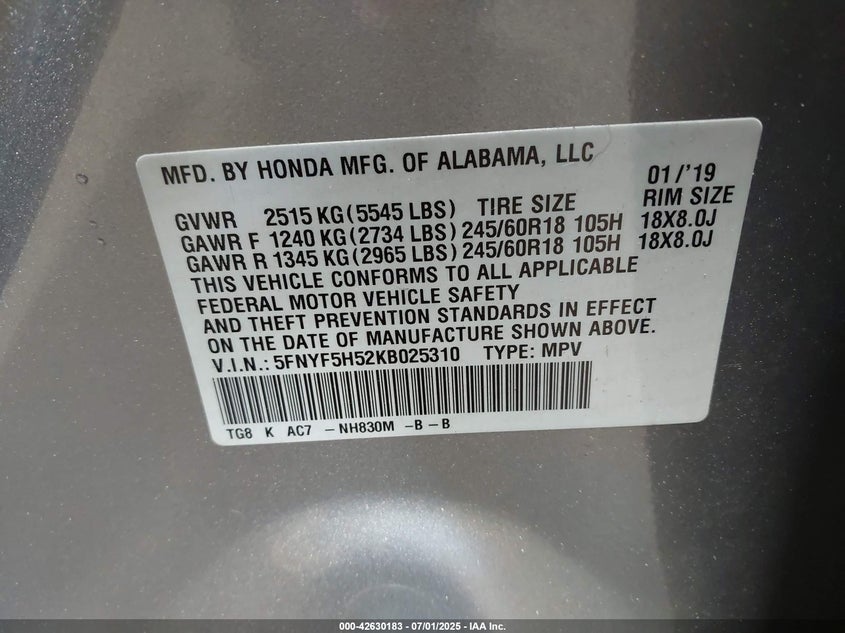 MFD. BY HONDA MFG. OF ALABAMA, LLC 01/'19
GVWR 2515 KG(5545 LBS) TIRE SIZE RIM SIZE
GAWR F 1240 KG(2734 LBS) 245/60R18 105H 18X8.0J
GAWR R 1345 KG(2965 LBS) 245/60R18 105H 18X8.0J
THIS VEHICLE CONFORMS TO ALL APPLICABLE
FEDERAL MOTOR VEHICLE SAFETY
AND THEFT PREVENTION STANDARDS IN EFFECT
ON THE DATE OF MANUFACTURE SHOWN ABOVE.
V.I.N.: 5FNYF5H52KB025310 TYPE: MPV
TG8 K AC7 -NH830M -B-B
000-42630183 - 07/01/2025 - IAA Inc.